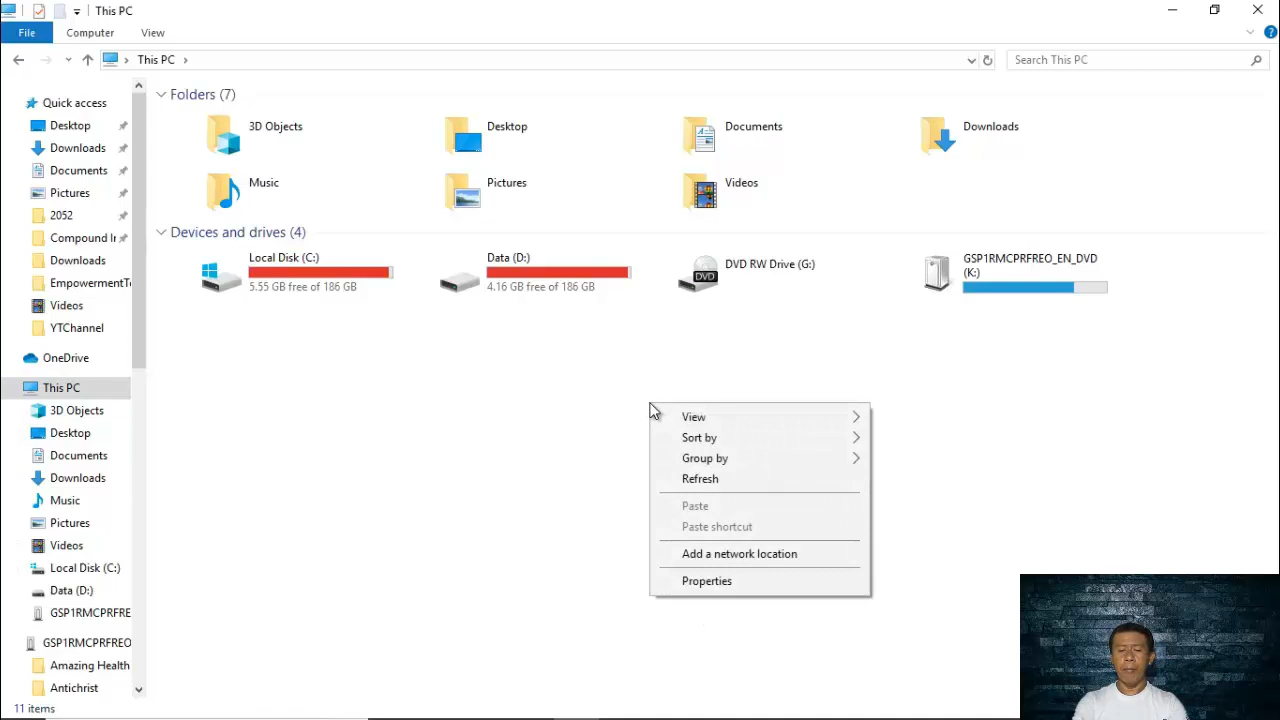 This PC
File
Computer
View
This PC
Search This PC
Quick access
Desktop
Downloads
Documents
Pictures
2052
Compound Ir
Downloads
EmpowermentTe
Videos
YTChannel
OneDrive
This PC
3D Objects
Desktop
Documents
Downloads
Music
Pictures
Videos
Local Disk (C:)
Data (D:)
GSP1RMCPRFRE
GSP1RMCPRFREO
Amazing Health
Antichrist
Folders (7)
3D Objects
Desktop
Documents
Downloads
Music
Pictures
Videos
Devices and drives (4)
Local Disk (C:)
5.55 GB free of 186 GB
Data (D:)
4.16 GB free of 186 GB
DVD
DVD RW Drive (G:)
GSP1RMCPRFREO_EN_DVD
(K:)
View
Sort by
Group by
Refresh
Paste
Paste shortcut
Add a network location
Properties
11 items